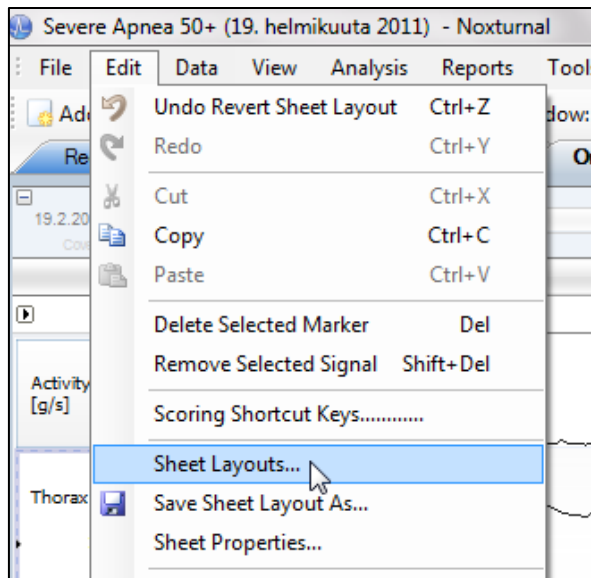 Severe Apnea 50+ (19. helmikuuta 2011) - Noxturnal
File Edit Data View Analysis Reports Tool
Undo Revert Sheet Layout Ctrl+Z
Redo Ctrl+Y
Cut Ctrl+X
19.2.20
Copy Ctrl+C
Paste Ctrl+V
Delete Selected Marker Del
Remove Selected Signal Shift+Del
Activity
[g/s]
Scoring Shortcut Keys............
Sheet Layouts...
Thorax
Save Sheet Layout As...
Sheet Properties...